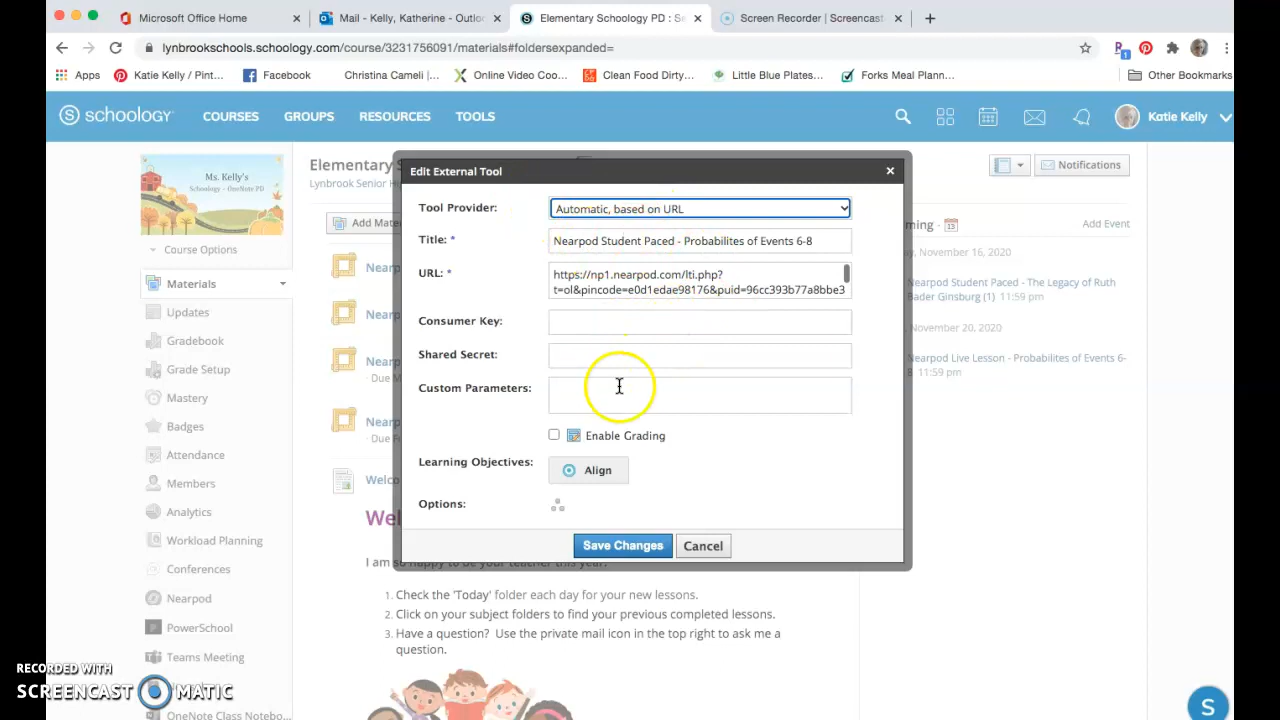 Microsoft Office Home
Mail - Kelly, Katherine - Outlo
Elementary Schoology PD : S
Screen Recorder | Screencast
lynbrookschools.schoology.com/course/3231756091/materials#foldersexpanded=
Apps
Katie Kelly / Pint...
Facebook
Christina Cameli |...
Online Video Coo...
Clean Food Dirty...
Little Blue Plates...
Forks Meal Plann...
Other Bookmarks
schoology
COURSES
GROUPS
RESOURCES
TOOLS
Katie Kelly
Ms. Kelly's
Schoology - OneNote PD
Course Options
Materials
Updates
Gradebook
Grade Setup
Mastery
Badges
Attendance
Members
Analytics
Workload Planning
Conferences
Nearpod
PowerSchool
Teams Meeting
OneNote Class Notebo...
Elementary S
Lynbrook Senior H
Add Mater
Nearp
Nearp
Nearp
· Due M
Nearp
· Due F
Welco
Wel
I am so happy to be your teacher this year!
1. Check the 'Today' folder each day for your new lessons.
2. Click on your subject folders to find your previous completed lessons.
3. Have a question? Use the private mail icon in the top right to ask me a
question.
Edit External Tool
Tool Provider:
Automatic, based on URL
Title: *
Nearpod Student Paced - Probabilites of Events 6-8
URL: *
https://np1.nearpod.com/lti.php?
t=ol&pincode=e0d1edae98176&puid=96cc393b77a8bbe3
Consumer Key:
Shared Secret:
Custom Parameters:
Enable Grading
Learning Objectives:
Align
Options:
Save Changes
Cancel
Notifications
ming
13
Add Event
y, November 16, 2020
Nearpod Student Paced - The Legacy of Ruth
Bader Ginsburg (1) 11:59 pm
, November 20, 2020
Nearpod Live Lesson - Probabilites of Events 6-
8 11:59 pm
RECORDED WITH
SCREENCAST MATIC